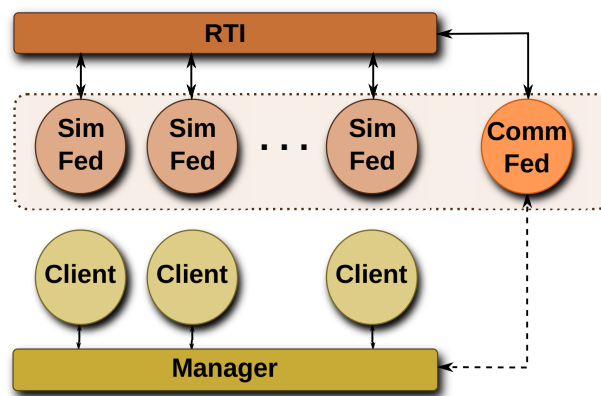 RTI
Sim
Fed
Sim
Fed
. . .
Sim
Fed
Comm
Fed
Client
Client
Client
Manager